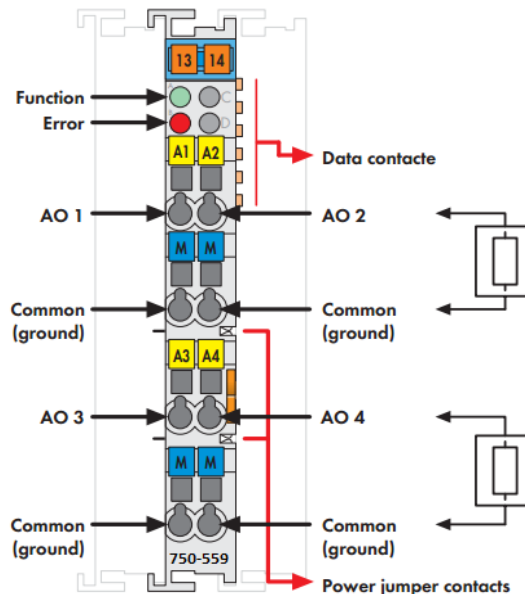 13 14
A C
Function
Error D
A1 A2
Data contacte
AO 1 AO 2
M M
Common Common
(ground) (ground)
A3 A4
AO 3 AO 4
M M
Common Common
(ground) (ground)
750-559
Power jumper contacts